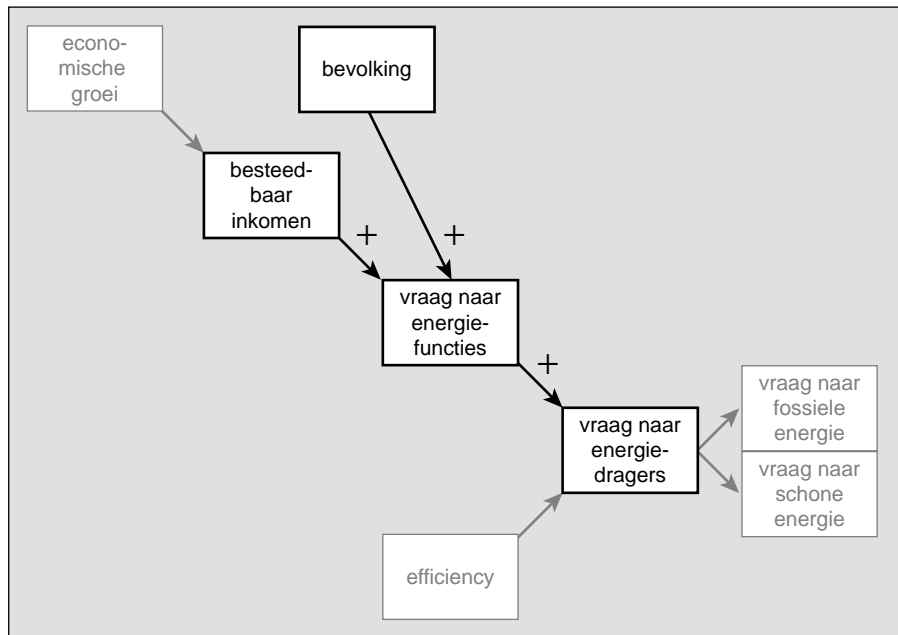 econo-
mische
groei
bevolking
besteed-
baar
inkomen
+
+
vraag naar
energie-
functies
+
vraag naar
energie-
dragers
vraag naar
fossiele
energie
vraag naar
schone
energie
efficiency